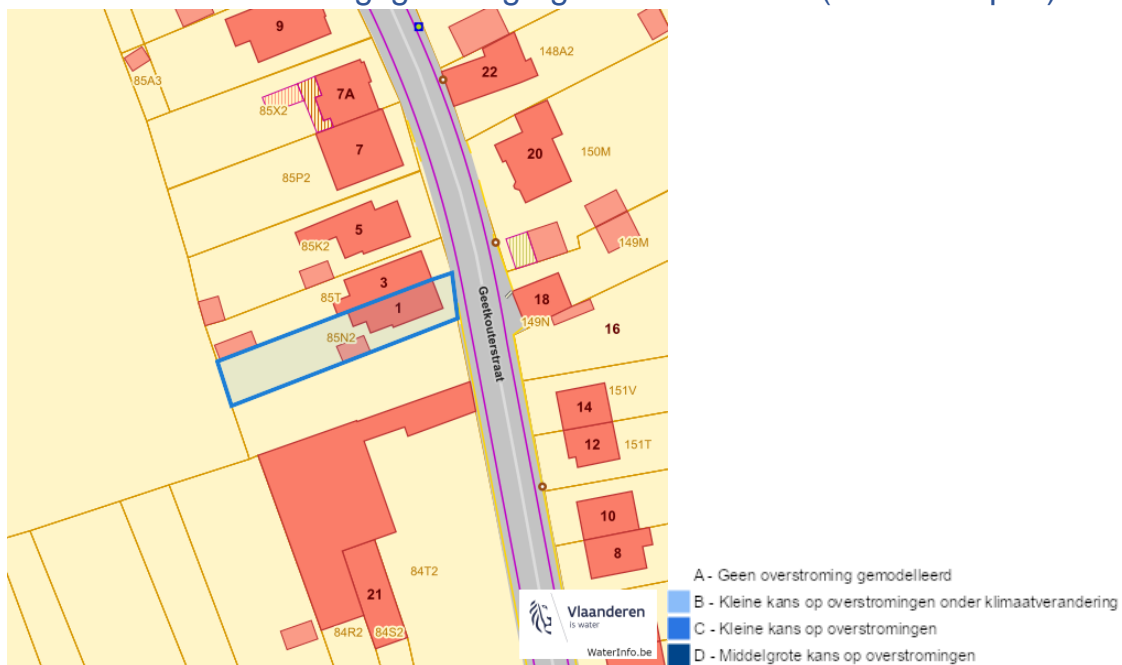 9
85A3
22
148A2
7A
85X2
7
20
150M
85P2
5
85K2
149M
3
85T
1
18
149N
16
85N2
Geetkouterstraat
151V
14
12
151T
10
8
84T2
21
84R2
84S2
Vlaanderen
is water
WaterInfo.be
A - Geen overstroming gemodelleerd
B - Kleine kans op overstromingen onder klimaatverandering
C - Kleine kans op overstromingen
D - Middelgrote kans op overstromingen